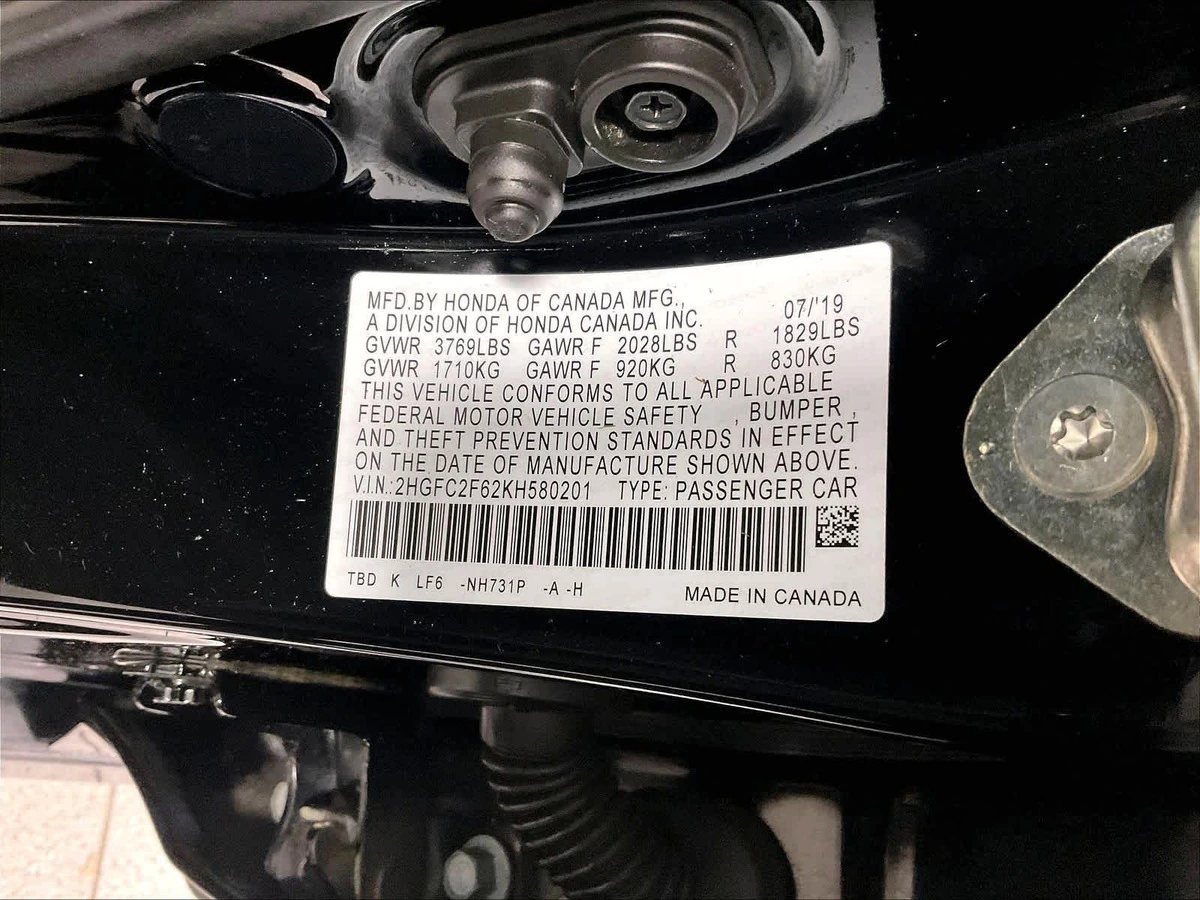 MFD.BY HONDA OF CANADA MFG.,
A DIVISION OF HONDA CANADA INC. 07/'19
GVWR 3769LBS GAWR F 2028LBS R 1829LBS
GVWR 1710KG GAWR F 920KG R 830KG
THIS VEHICLE CONFORMS TO ALL APPLICABLE
FEDERAL MOTOR VEHICLE SAFETY , BUMPER ,
AND THEFT PREVENTION STANDARDS IN EFFECT
ON THE DATE OF MANUFACTURE SHOWN ABOVE.
V.I.N.:2HGFC2F62KH580201 TYPE: PASSENGER CAR
TBD K LF6 -NH731P -A -H MADE IN CANADA